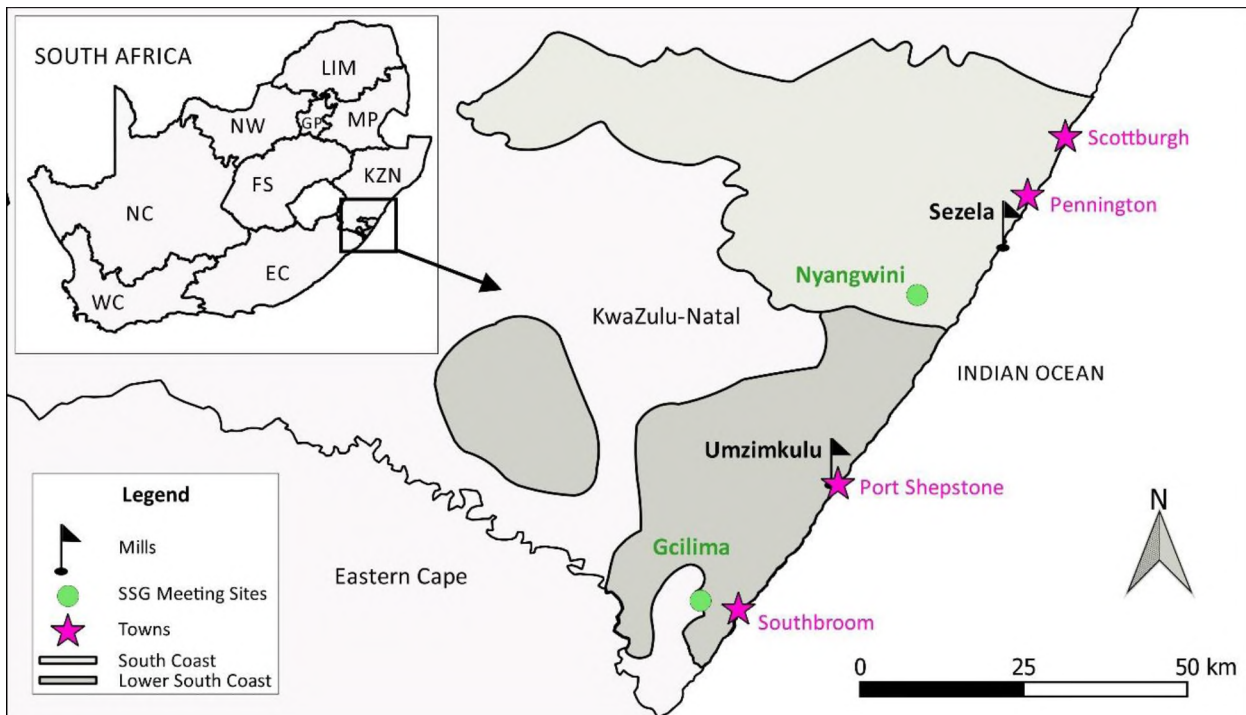 SOUTH AFRICA
LIM
NW
GP
MP
FS
KZN
NC
EC
WC
Scottburgh
Pennington
Sezela
Nyangwini
KwaZulu-Natal
INDIAN OCEAN
Umzimkulu
Port Shepstone
Gcilima
Eastern Cape
Southbroom
N
0 25 50 km
Legend
Mills
SSG Meeting Sites
Towns
South Coast
Lower South Coast